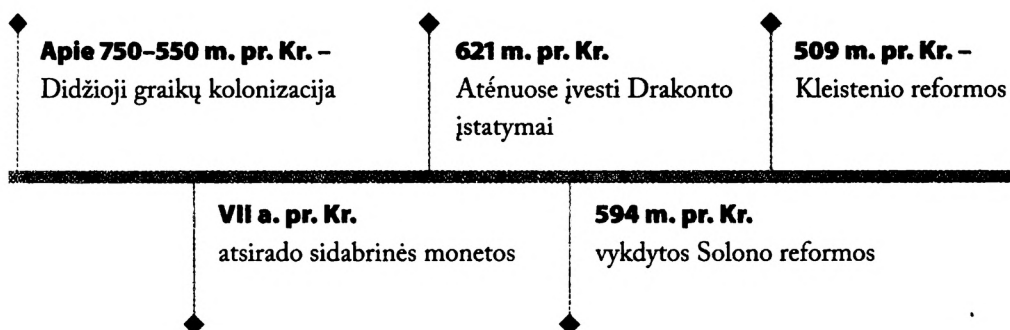 Apie 750–550 m. pr. Kr. –
Didžioji graikų kolonizacija
621 m. pr. Kr.
Aténuose įvesti Drakonto
įstatymai
509 m. pr. Kr. –
Kleistenio reformos
VII a. pr. Kr.
atsirado sidabrinės monetos
594 m. pr. Kr.
vykdytos Solono reformos